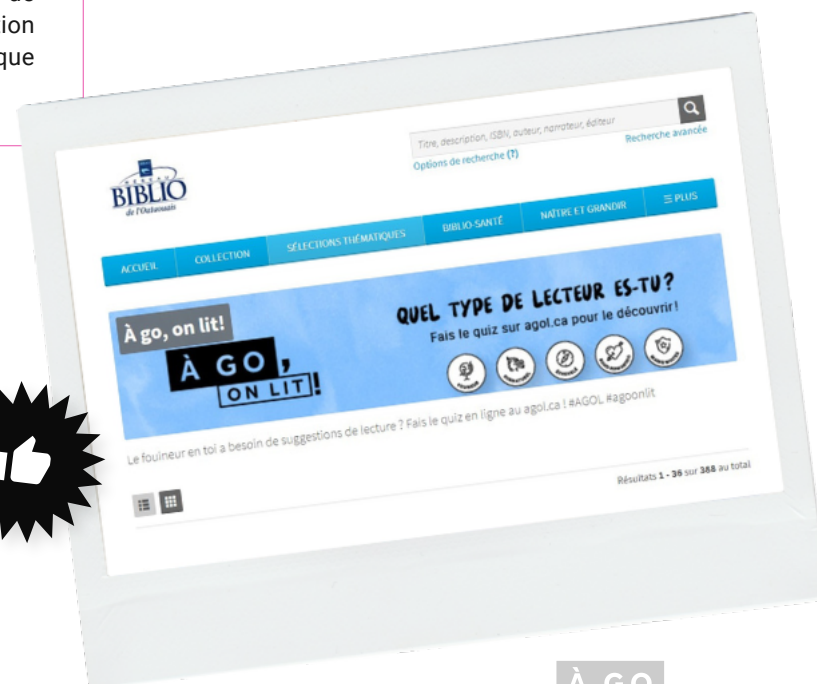 de
tion
que
Titre, description, ISBN, auteur, narrateur, éditeur
Options de recherche (?)
Recherche avancée
RÉSEAU
BIBLIO
de l'Outaouais
ACCUEIL
COLLECTION
SÉLECTIONS THÉMATIQUES
BIBLIO-SANTÉ
NAÎTRE ET GRANDIR
PLUS
À go, on lit!
À GO,
ON LIT!
QUEL TYPE DE LECTEUR ES-TU?
Fais le quiz sur agol.ca pour le découvrir!
Le fouineur en toi a besoin de suggestions de lecture ? Fais le quiz en ligne au agol.ca ! #AGOL #agoonlit
Résultats 1 - 36 sur 388 au total
À GO